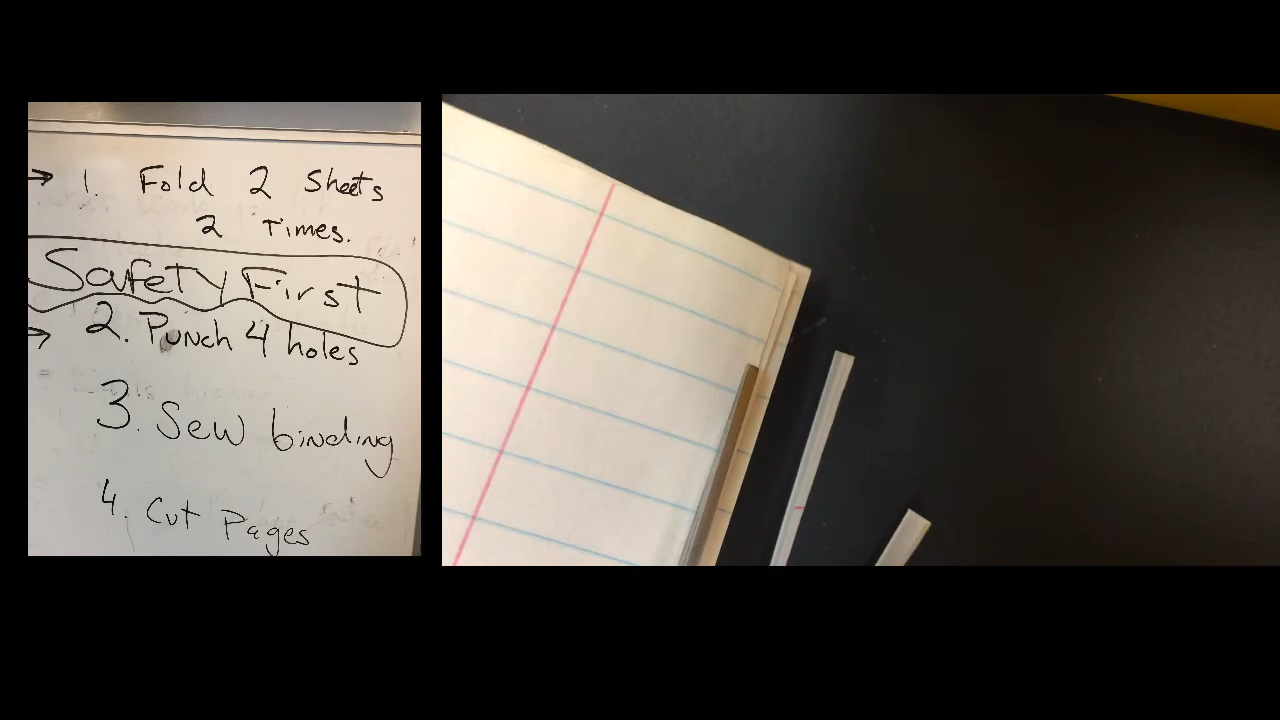 → 1. Fold 2 Sheets
2 Times.
Safety First
→ 2. Punch 4 holes
3. Sew binding
4. Cut Pages